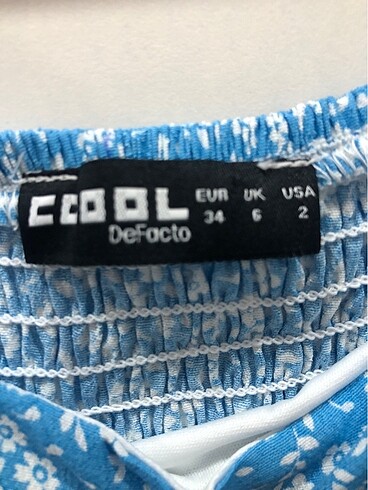 COOL EUR UK USA
34 6 2
DeFacto